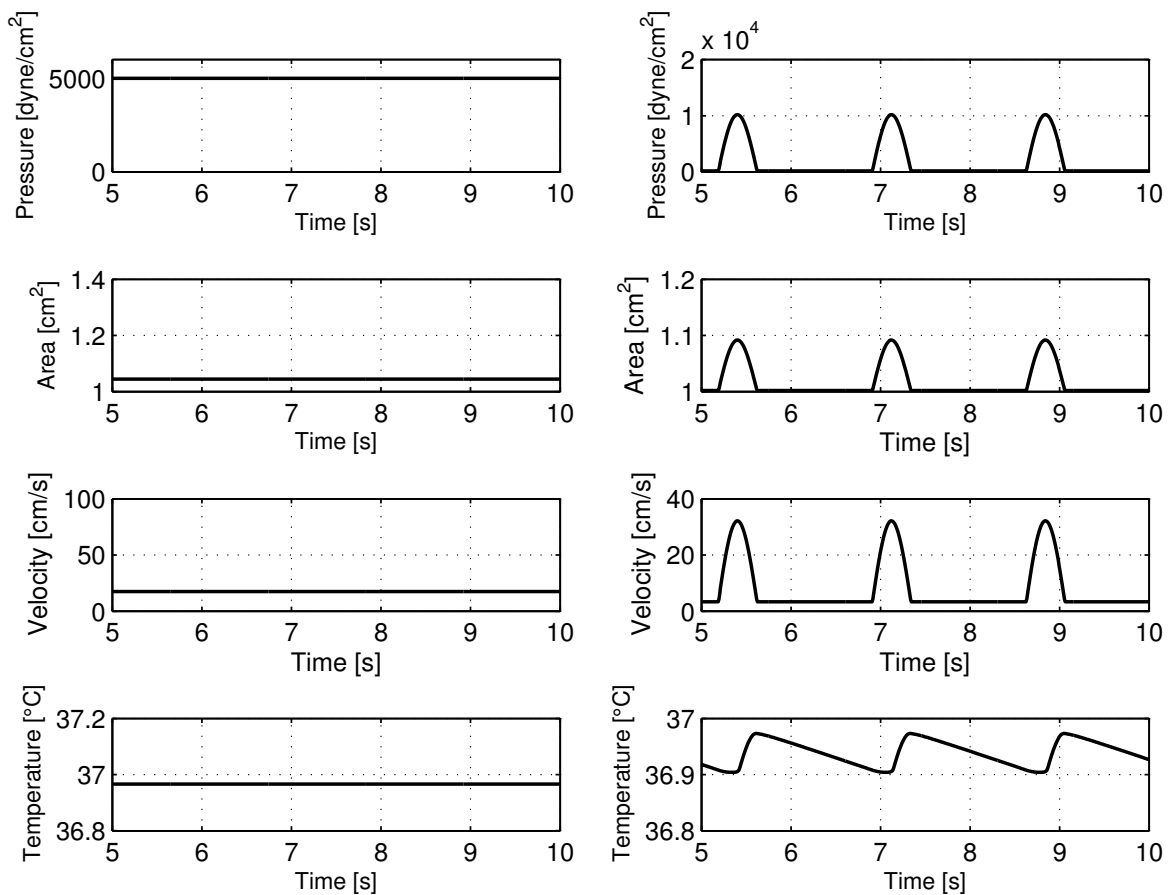 Pressure [dyne/cm²]
5000
0
5 6 7 8 9 10
Time [s]
x 10⁴
Pressure [dyne/cm²]
2
1
0
5 6 7 8 9 10
Time [s]
Area [cm²]
1.4
1.2
1
5 6 7 8 9 10
Time [s]
Area [cm²]
1.2
1.1
1
5 6 7 8 9 10
Time [s]
Velocity [cm/s]
100
50
0
5 6 7 8 9 10
Time [s]
Velocity [cm/s]
40
20
0
5 6 7 8 9 10
Time [s]
Temperature [°C]
37.2
37
36.8
5 6 7 8 9 10
Time [s]
Temperature [°C]
37
36.9
36.8
5 6 7 8 9 10
Time [s]